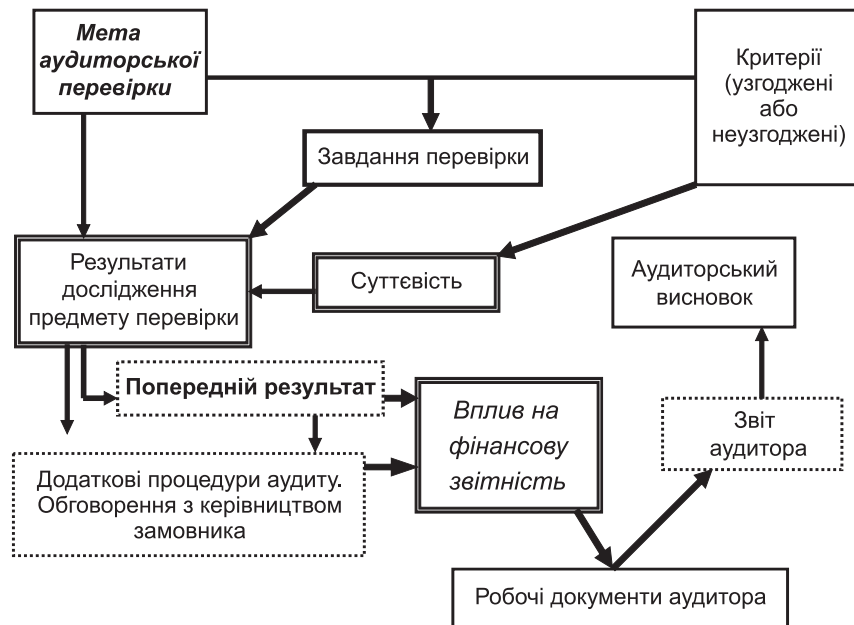 Мета
аудиторської
перевірки
Критерії
(узгоджені
або
неузгоджені)
Завдання перевірки
Результати
дослідження
предмету перевірки
Суттєвість
Аудиторський
висновок
Попередній результат
Вплив на
фінансову
звітність
Звіт
аудитора
Додаткові процедури аудиту.
Обговорення з керівництвом
замовника
Робочі документи аудитора